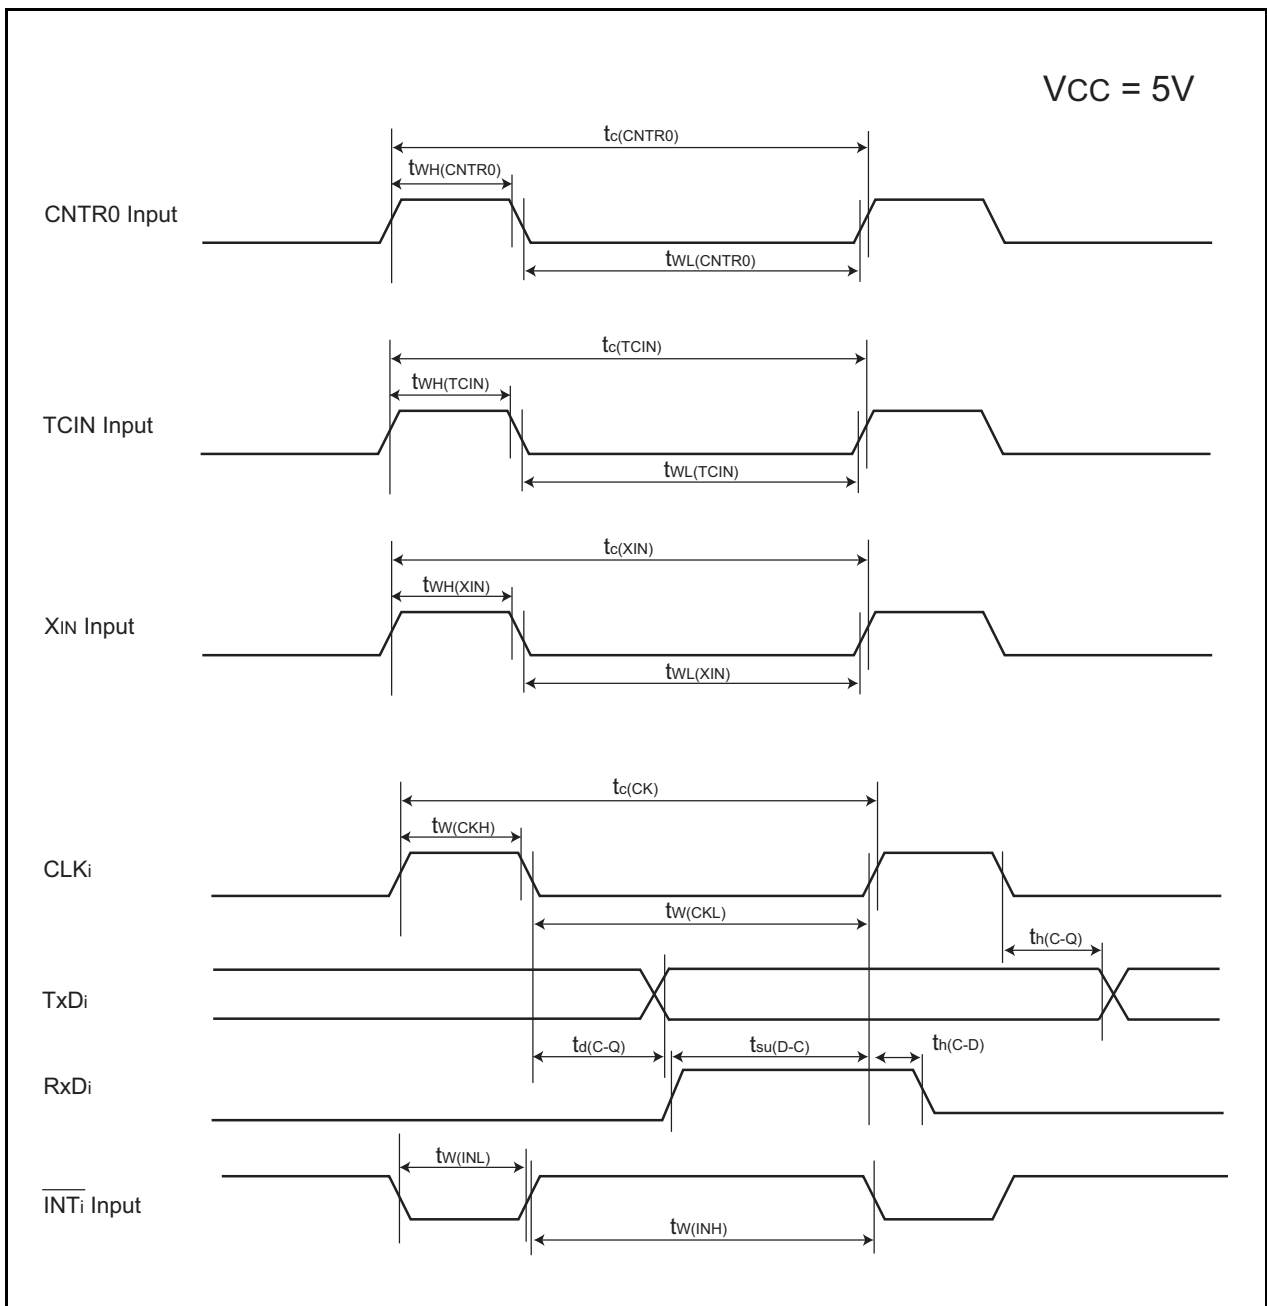 VCC = 5V
tc(CNTR0)
tWH(CNTR0)
CNTR0 Input
tWL(CNTR0)
tc(TCIN)
tWH(TCIN)
TCIN Input
tWL(TCIN)
tc(XIN)
tWH(XIN)
XIN Input
tWL(XIN)
tc(CK)
tW(CKH)
CLKi
tW(CKL)
th(C-Q)
TxDi
td(C-Q)
tsu(D-C)
th(C-D)
RxDi
tW(INL)
INTi Input
tW(INH)